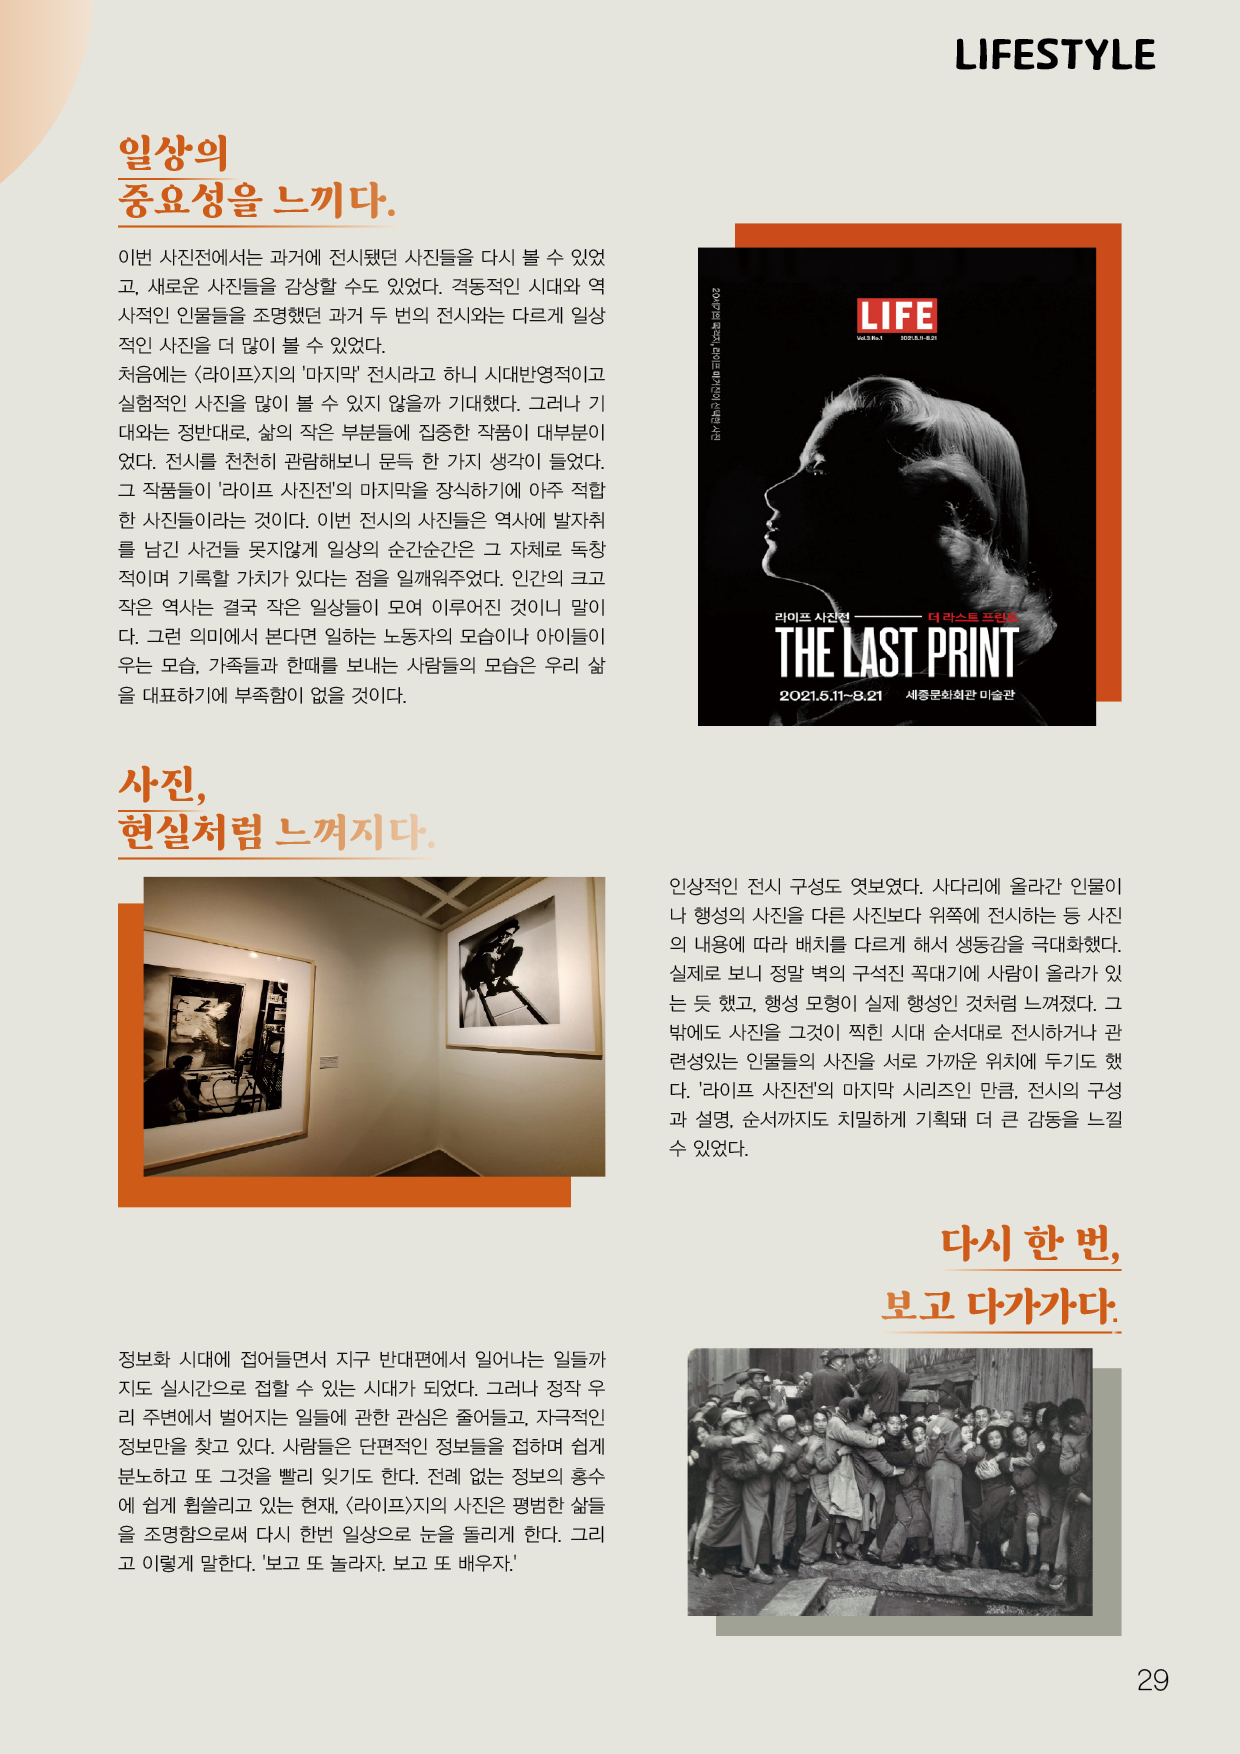 LIFESTYLE
일상의
중요성을 느끼다.
이번 사진전에서는 과거에 전시됐던 사진들을 다시 볼 수 있었
고, 새로운 사진들을 감상할 수도 있었다. 격동적인 시대와 역
사적인 인물들을 조명했던 과거 두 번의 전시와는 다르게 일상
적인 사진을 더 많이 볼 수 있었다.
처음에는 〈라이프〉지의 '마지막' 전시라고 하니 시대반영적이고
실험적인 사진을 많이 볼 수 있지 않을까 기대했다. 그러나 기
대와는 정반대로, 삶의 작은 부분들에 집중한 작품이 대부분이
었다. 전시를 천천히 관람해보니 문득 한 가지 생각이 들었다.
그 작품들이 '라이프 사진전'의 마지막을 장식하기에 아주 적합
한 사진들이라는 것이다. 이번 전시의 사진들은 역사에 발자취
를 남긴 사건들 못지않게 일상의 순간순간은 그 자체로 독창
적이며 기록할 가치가 있다는 점을 일깨워주었다. 인간의 크고
작은 역사는 결국 작은 일상들이 모여 이루어진 것이니 말이
다. 그런 의미에서 본다면 일하는 노동자의 모습이나 아이들이
우는 모습, 가족들과 한때를 보내는 사람들의 모습은 우리 삶
을 대표하기에 부족함이 없을 것이다.
20세기의 목격자, 라이프 매거진이 선택한 사진
LIFE
Vol.3 No.1 2021.5.11-8.21
라이프 사진전 더 라스트 프린트
THE LAST PRINT
2021.5.11~8.21 세종문화회관 미술관
사진,
현실처럼 느껴지다.
인상적인 전시 구성도 엿보였다. 사다리에 올라간 인물이
나 행성의 사진을 다른 사진보다 위쪽에 전시하는 등 사진
의 내용에 따라 배치를 다르게 해서 생동감을 극대화했다.
실제로 보니 정말 벽의 구석진 꼭대기에 사람이 올라가 있
는 듯 했고, 행성 모형이 실제 행성인 것처럼 느껴졌다. 그
밖에도 사진을 그것이 찍힌 시대 순서대로 전시하거나 관
련성있는 인물들의 사진을 서로 가까운 위치에 두기도 했
다. '라이프 사진전'의 마지막 시리즈인 만큼, 전시의 구성
과 설명, 순서까지도 치밀하게 기획돼 더 큰 감동을 느낄
수 있었다.
다시 한 번,
보고 다가가다.
정보화 시대에 접어들면서 지구 반대편에서 일어나는 일들까
지도 실시간으로 접할 수 있는 시대가 되었다. 그러나 정작 우
리 주변에서 벌어지는 일들에 관한 관심은 줄어들고, 자극적인
정보만을 찾고 있다. 사람들은 단편적인 정보들을 접하며 쉽게
분노하고 또 그것을 빨리 잊기도 한다. 전례 없는 정보의 홍수
에 쉽게 휩쓸리고 있는 현재, 〈라이프〉지의 사진은 평범한 삶들
을 조명함으로써 다시 한번 일상으로 눈을 돌리게 한다. 그리
고 이렇게 말한다. '보고 또 놀라자. 보고 또 배우자.'
29